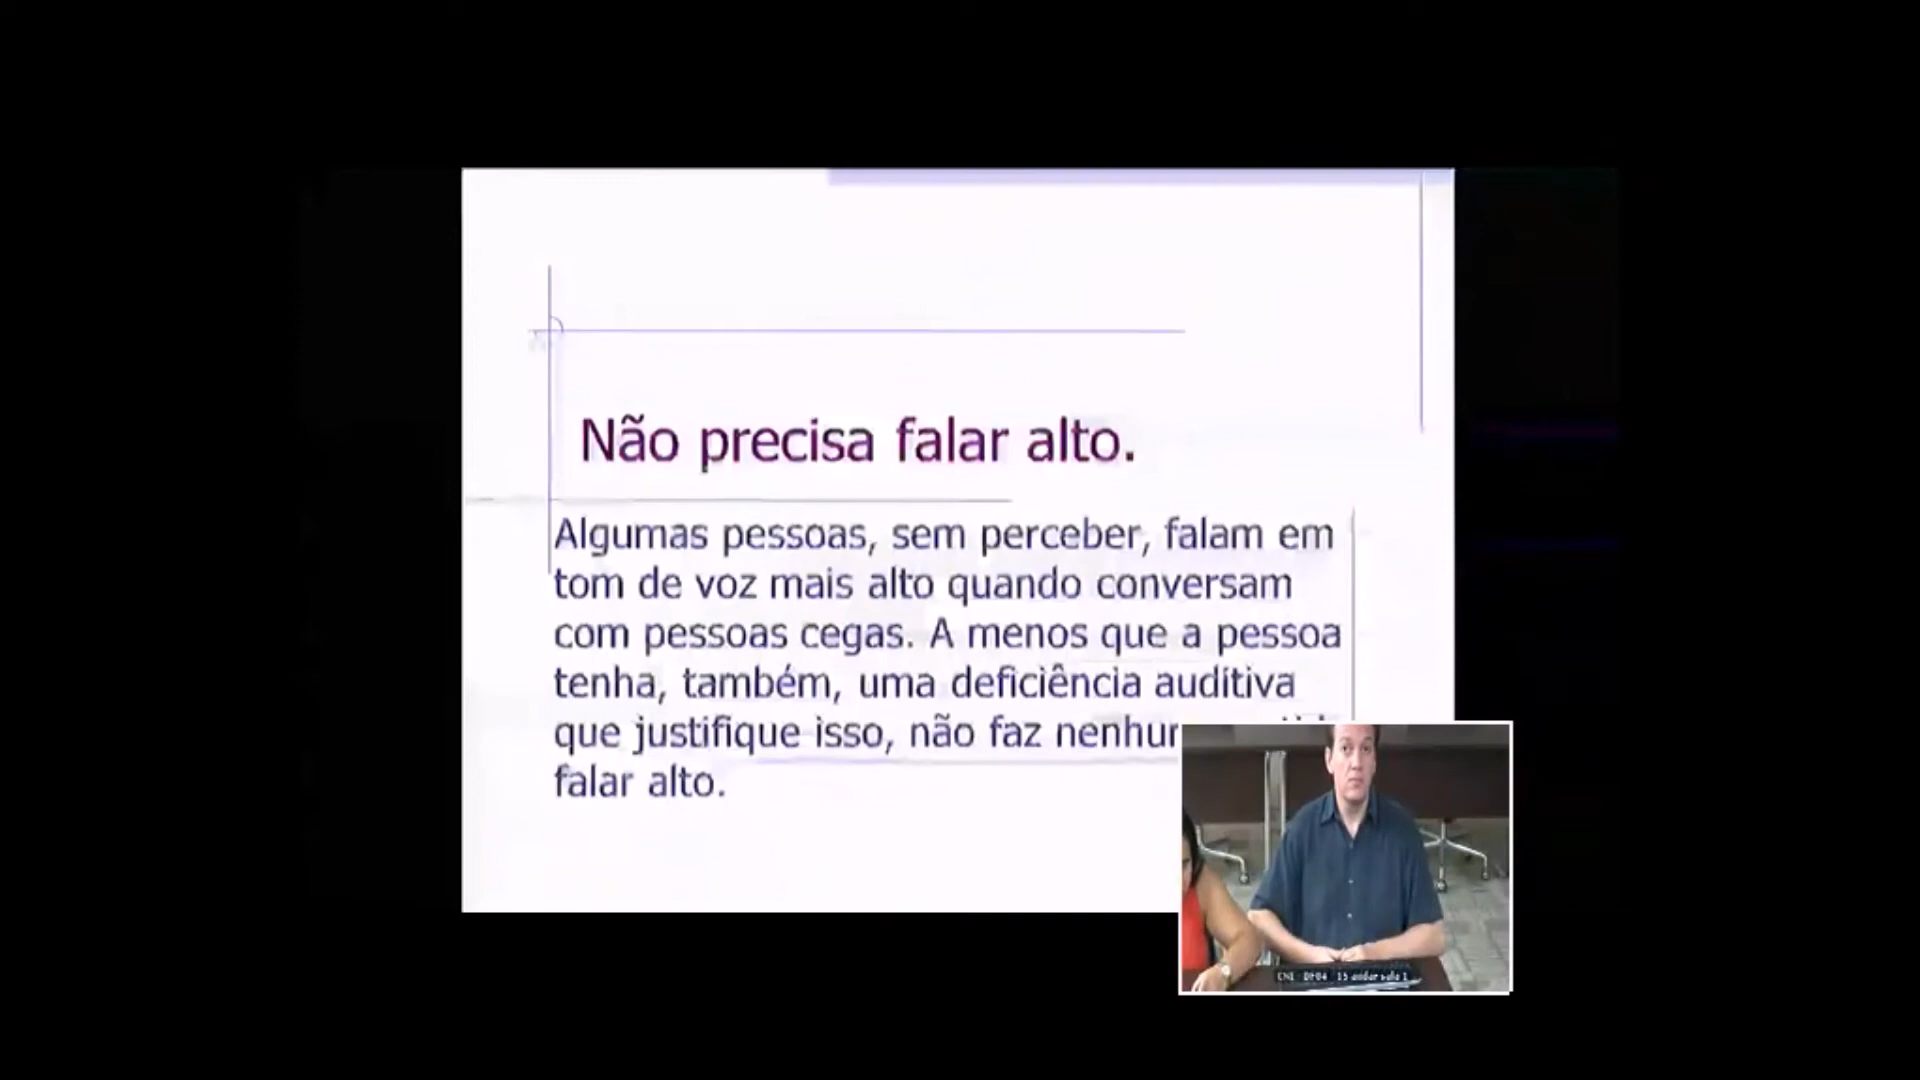 Não precisa falar alto.
Algumas pessoas, sem perceber, falam em
tom de voz mais alto quando conversam
com pessoas cegas. A menos que a pessoa
tenha, também, uma deficiência auditiva
que justifique isso, não faz
falar alto.